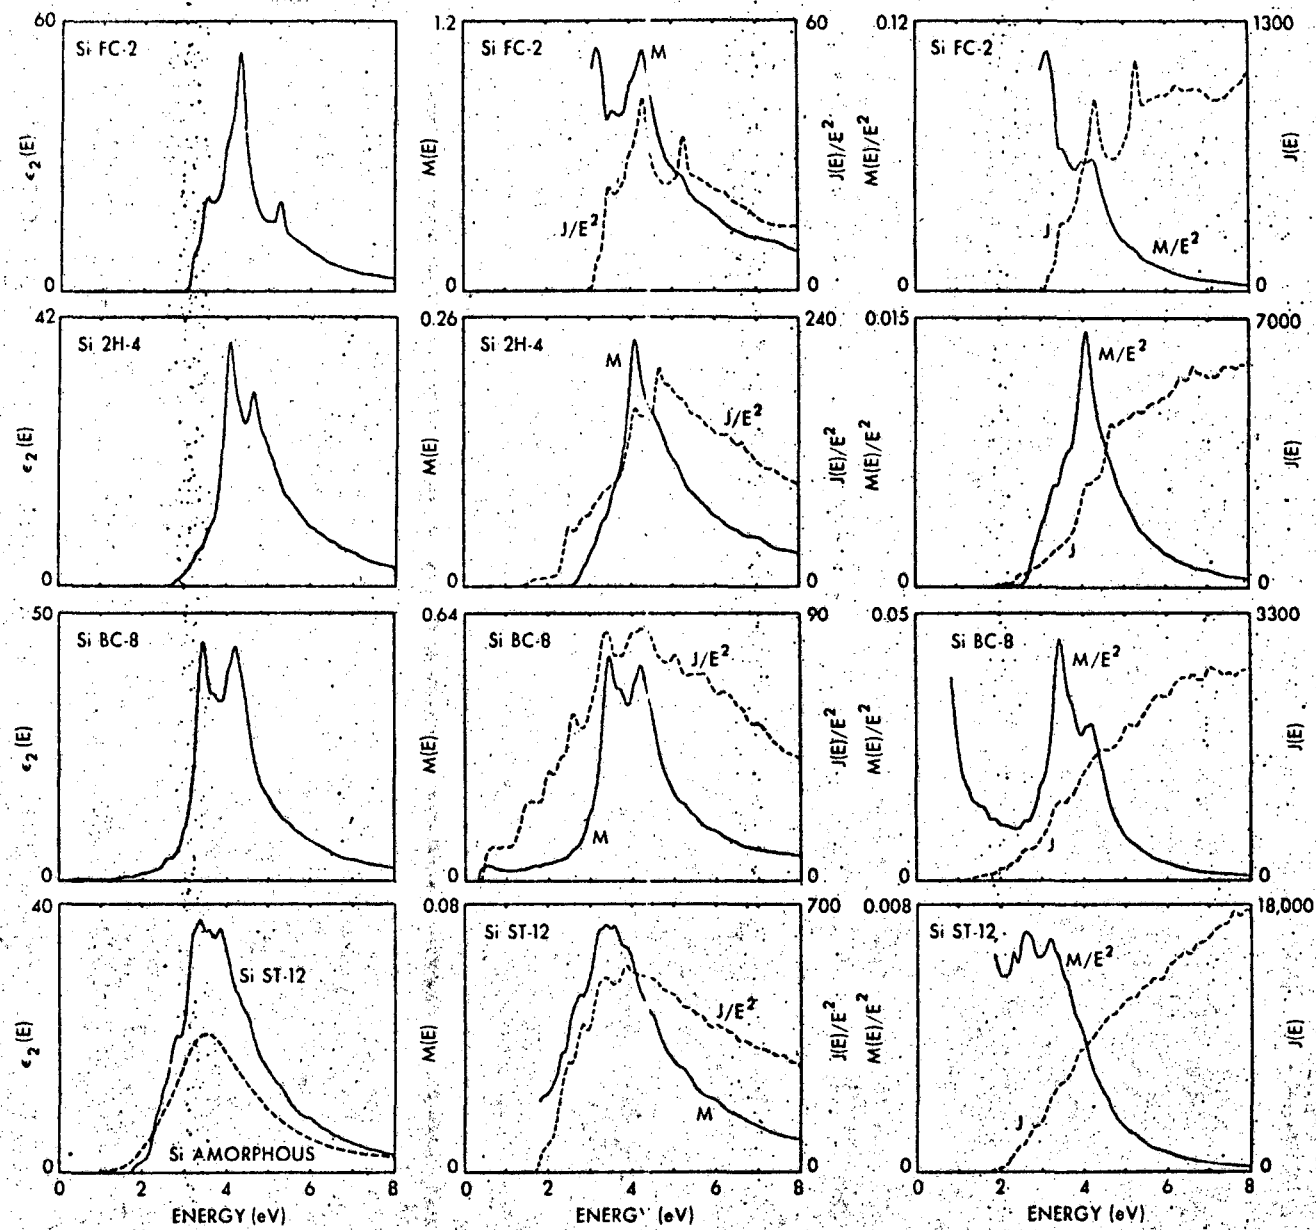 60
Si FC-2
ε₂(E)
0
1.2
Si FC-2
M
M(E)
J/E²
0
60
J(E)/E²
0
0.12
Si FC-2
M(E)/E²
J
M/E²
0
1300
J(E)
0
42
Si 2H-4
ε₂(E)
0
0.26
Si 2H-4
M
M(E)
J/E²
0
240
J(E)/E²
0
0.015
M/E²
M(E)/E²
J
0
7000
J(E)
0
50
Si BC-8
ε₂(E)
0
0.64
Si BC-8
J/E²
M(E)
M
0
90
J(E)/E²
0
0.05
Si BC-8
M/E²
M(E)/E²
J
0
3300
J(E)
0
40
Si ST-12
ε₂(E)
Si AMORPHOUS
0
0 2 4 6 8
ENERGY (eV)
0.08
Si ST-12
J/E²
M(E)
M
0
0 2 4 6 8
ENERGY (eV)
700
J(E)/E²
0
0.008
Si ST-12
M/E²
M(E)/E²
J
0
2 4 6 8
ENERGY (eV)
18,000
J(E)
0